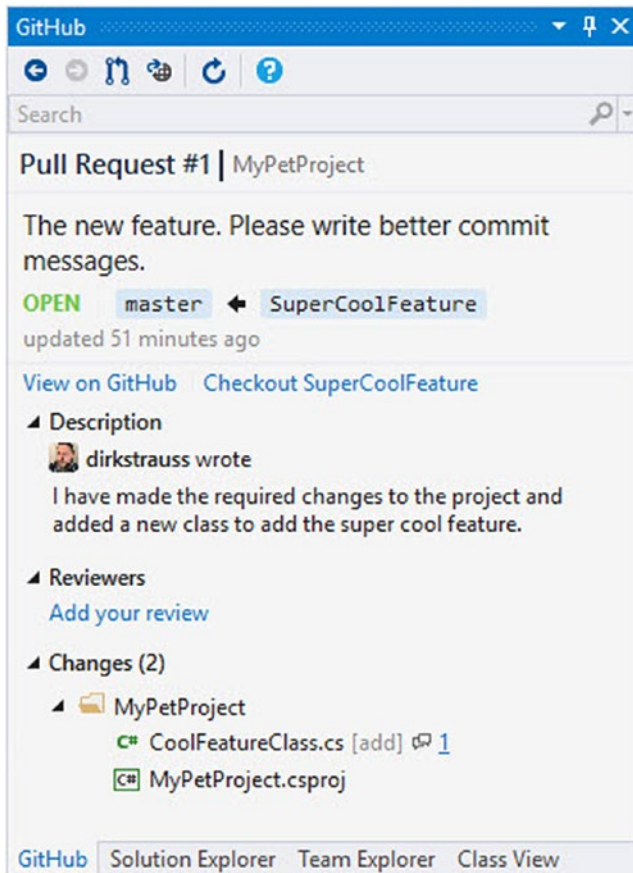 GitHub
Search
Pull Request #1 | MyPetProject
The new feature. Please write better commit
messages.
OPEN master SuperCoolFeature
updated 51 minutes ago
View on GitHub Checkout SuperCoolFeature
Description
dirkstrauss wrote
I have made the required changes to the project and
added a new class to add the super cool feature.
Reviewers
Add your review
Changes (2)
MyPetProject
C# CoolFeatureClass.cs [add] 1
C# MyPetProject.csproj
GitHub Solution Explorer Team Explorer Class View